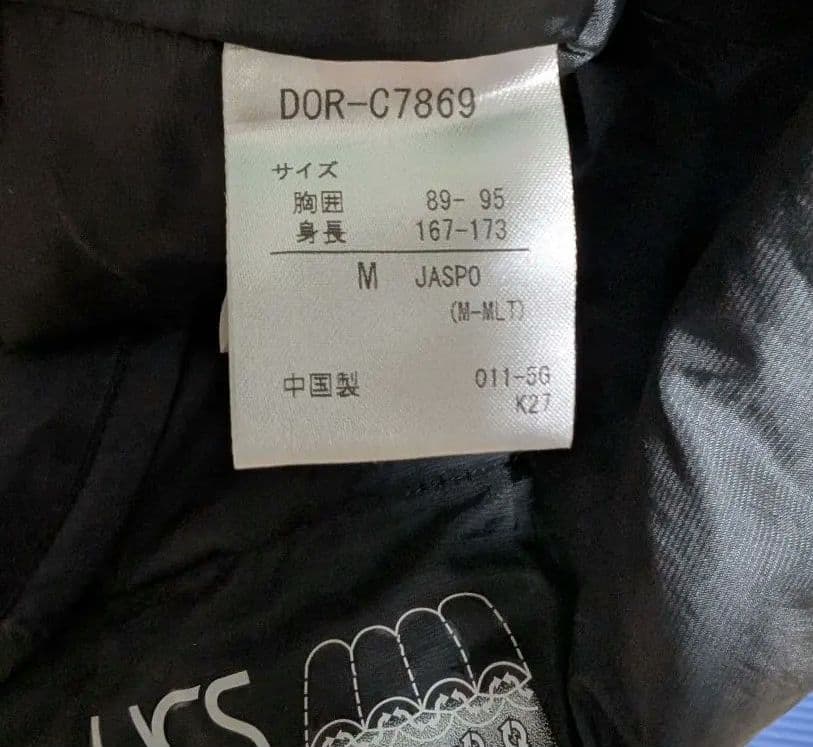 DOR-C7869
サイズ
胸囲 89- 95
身長 167-173
M JASPO
(M-MLT)
中国製 011-5G
K27